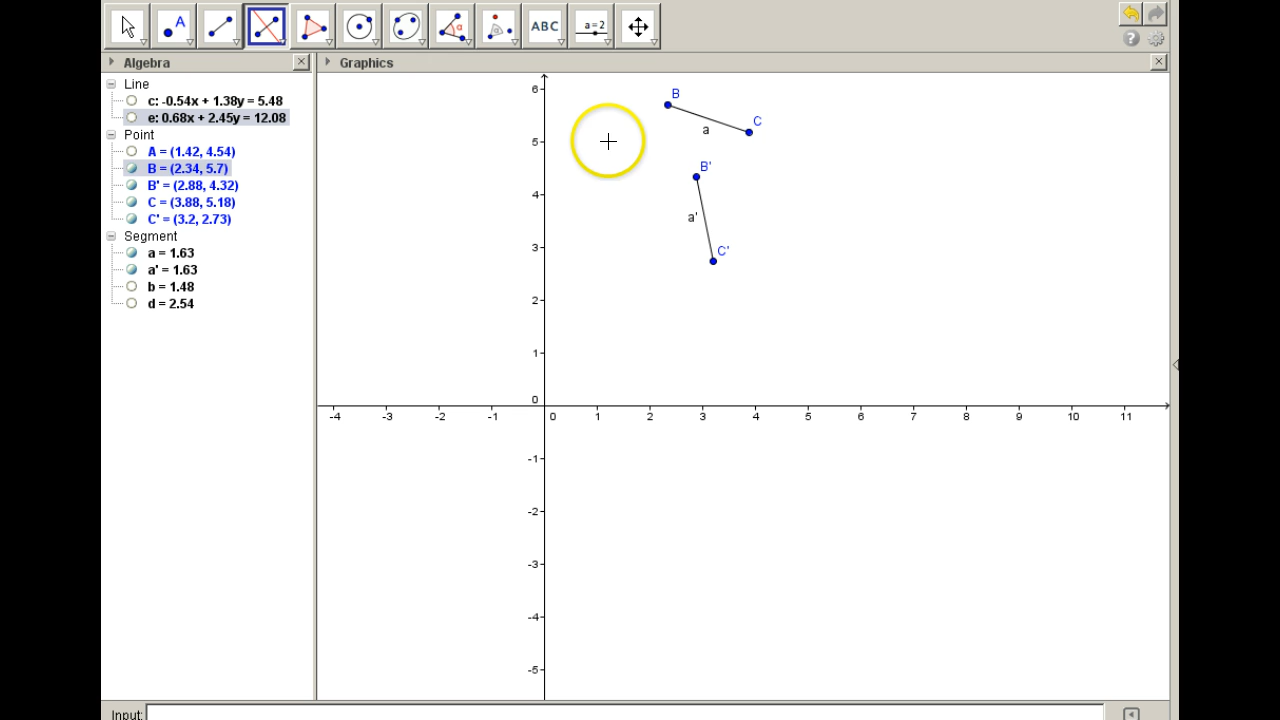 A
α
α
ABC
a=2
?
Algebra
Graphics
Line
c: -0.54x + 1.38y = 5.48
e: 0.68x + 2.45y = 12.08
Point
A = (1.42, 4.54)
B = (2.34, 5.7)
B' = (2.88, 4.32)
C = (3.88, 5.18)
C' = (3.2, 2.73)
Segment
a = 1.63
a' = 1.63
b = 1.48
d = 2.54
6
5
4
3
2
1
0
-1
-2
-3
-4
-5
-4 -3 -2 -1 0 1 2 3 4 5 6 7 8 9 10 11
B
C
a
B'
a'
C'
Input: